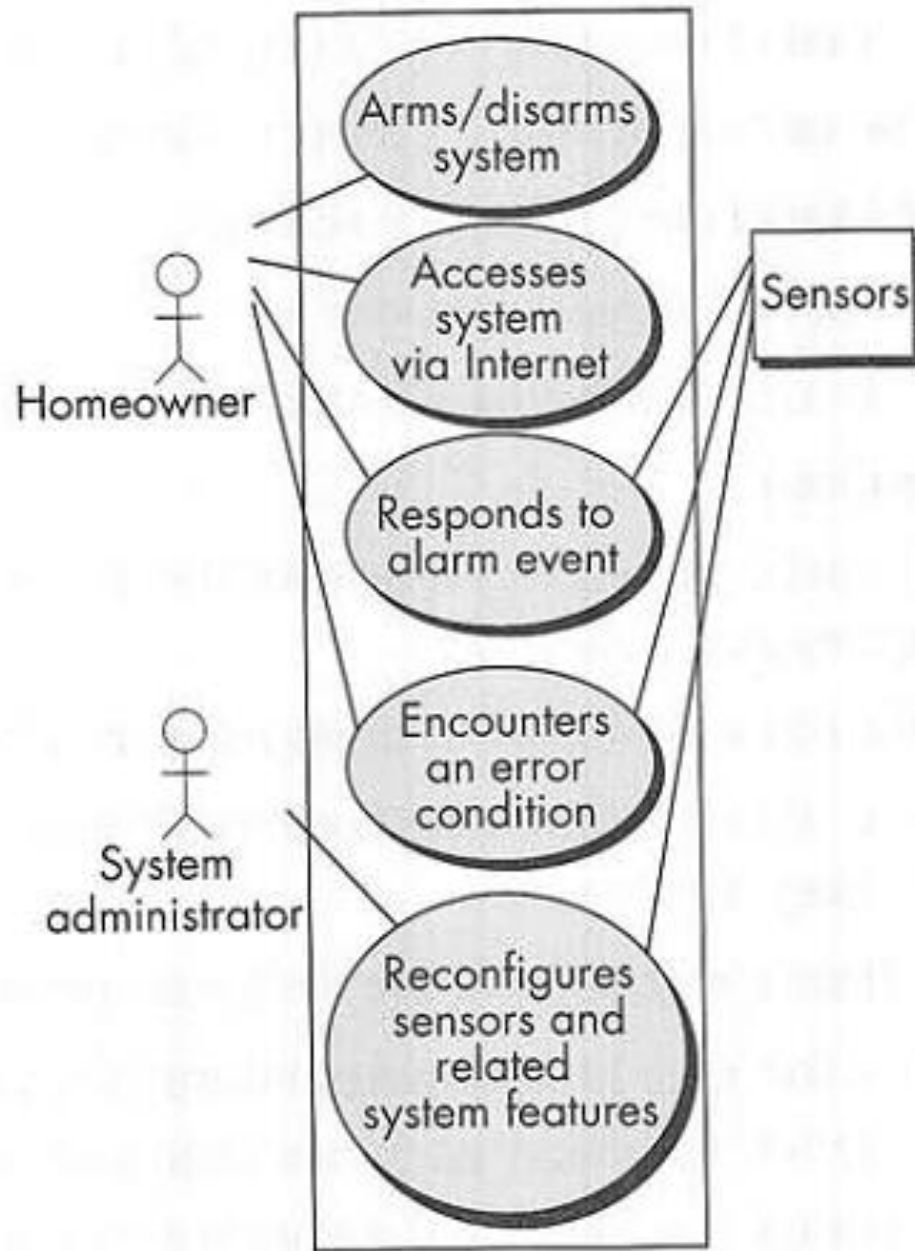 Arms/disarms
system
Accesses
system
via Internet
Sensors
Homeowner
Responds to
alarm event
Encounters
an error
condition
System
administrator
Reconfigures
sensors and
related
system features